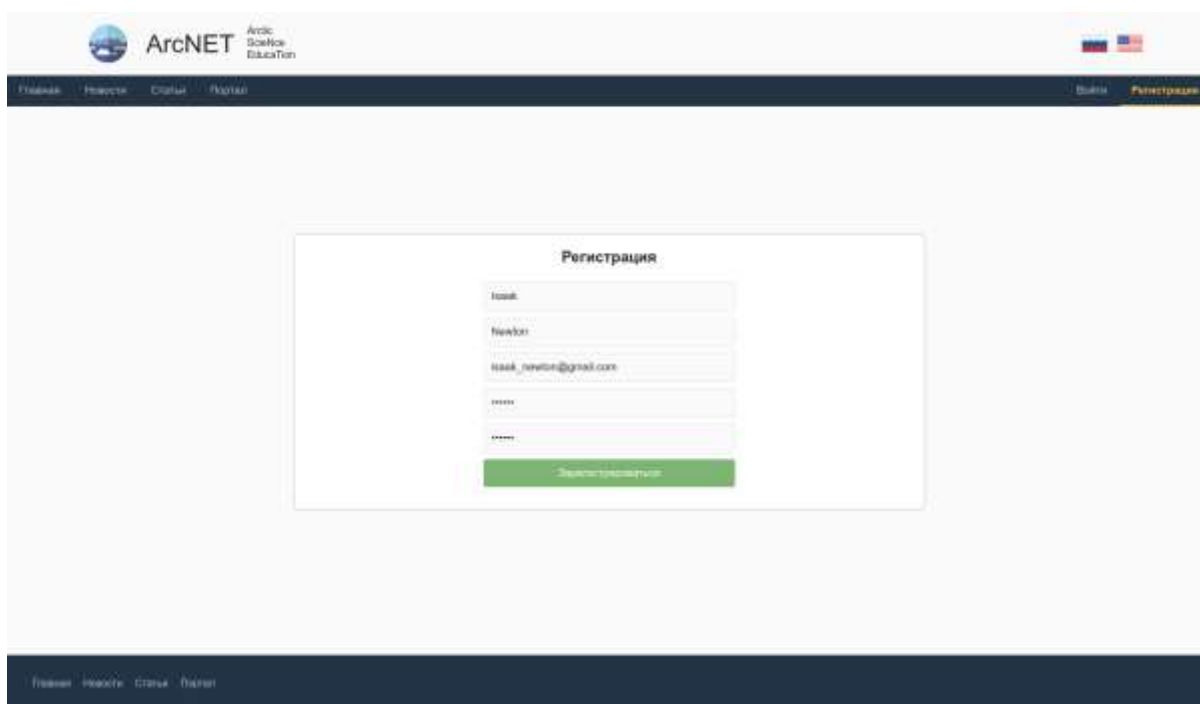 ArcNET
Arctic
ScieNce
EducaTion
Главная Новости Статьи Портал
Войти Регистрация
Регистрация
Isaak
Newton
isaak_newton@gmail.com
••••••
••••••
Зарегистрироваться
Главная Новости Статьи Портал